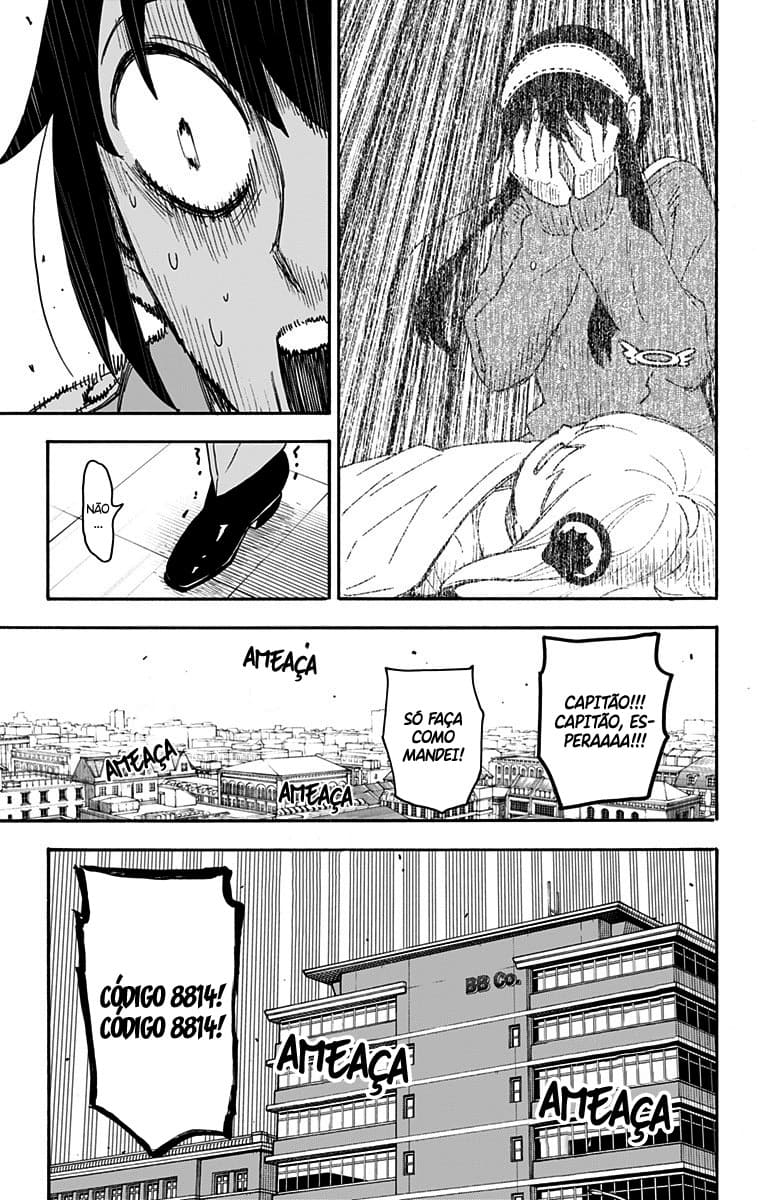 NÃO
...
CAPITÃO!!!
CAPITÃO, ES-
PERAAAA!!!
SÓ FAÇA
COMO
MANDEI!
AMEAÇA
AMEAÇA
AMEAÇA
CÓDIGO 8814!
CÓDIGO 8814!
BB Co.
AMEAÇA
AMEAÇA